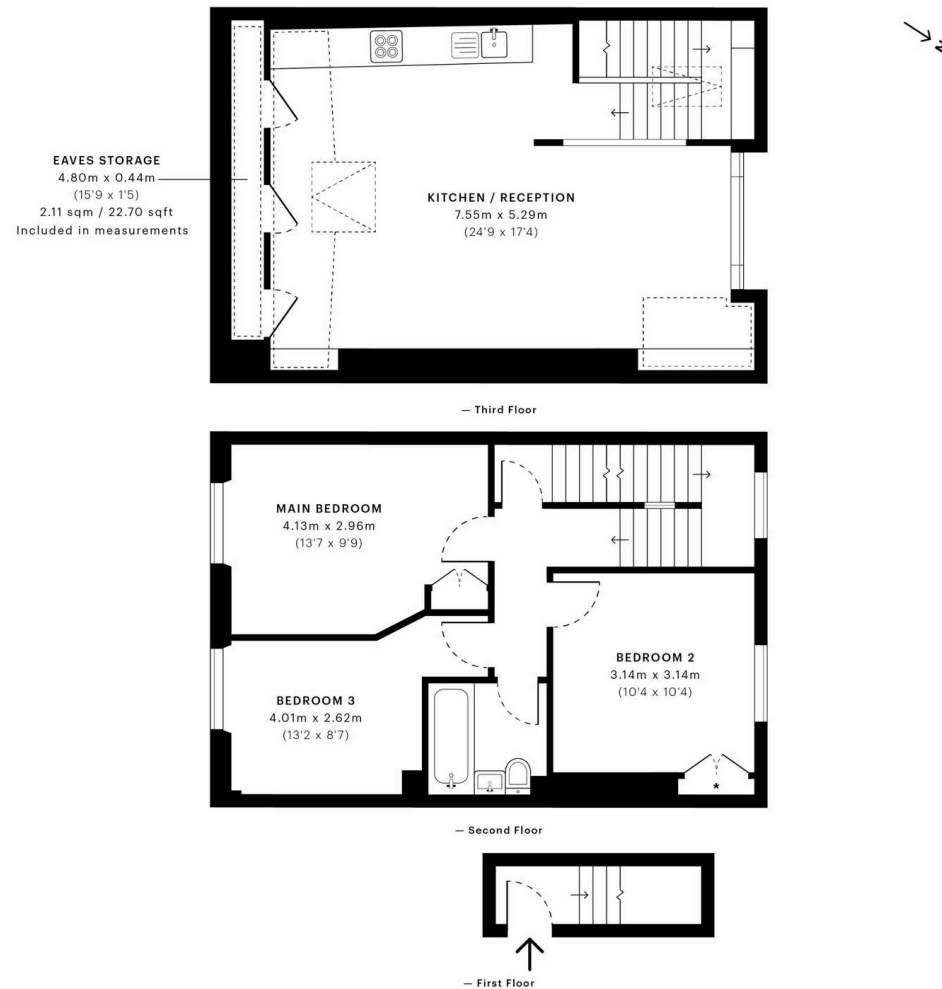 N
EAVES STORAGE
4.80m x 0.44m
(15'9 x 1'5)
2.11 sqm / 22.70 sqft
Included in measurements
KITCHEN / RECEPTION
7.55m x 5.29m
(24'9 x 17'4)
— Third Floor
MAIN BEDROOM
4.13m x 2.96m
(13'7 x 9'9)
BEDROOM 2
3.14m x 3.14m
(10'4 x 10'4)
BEDROOM 3
4.01m x 2.62m
(13'2 x 8'7)
*
— Second Floor
— First Floor